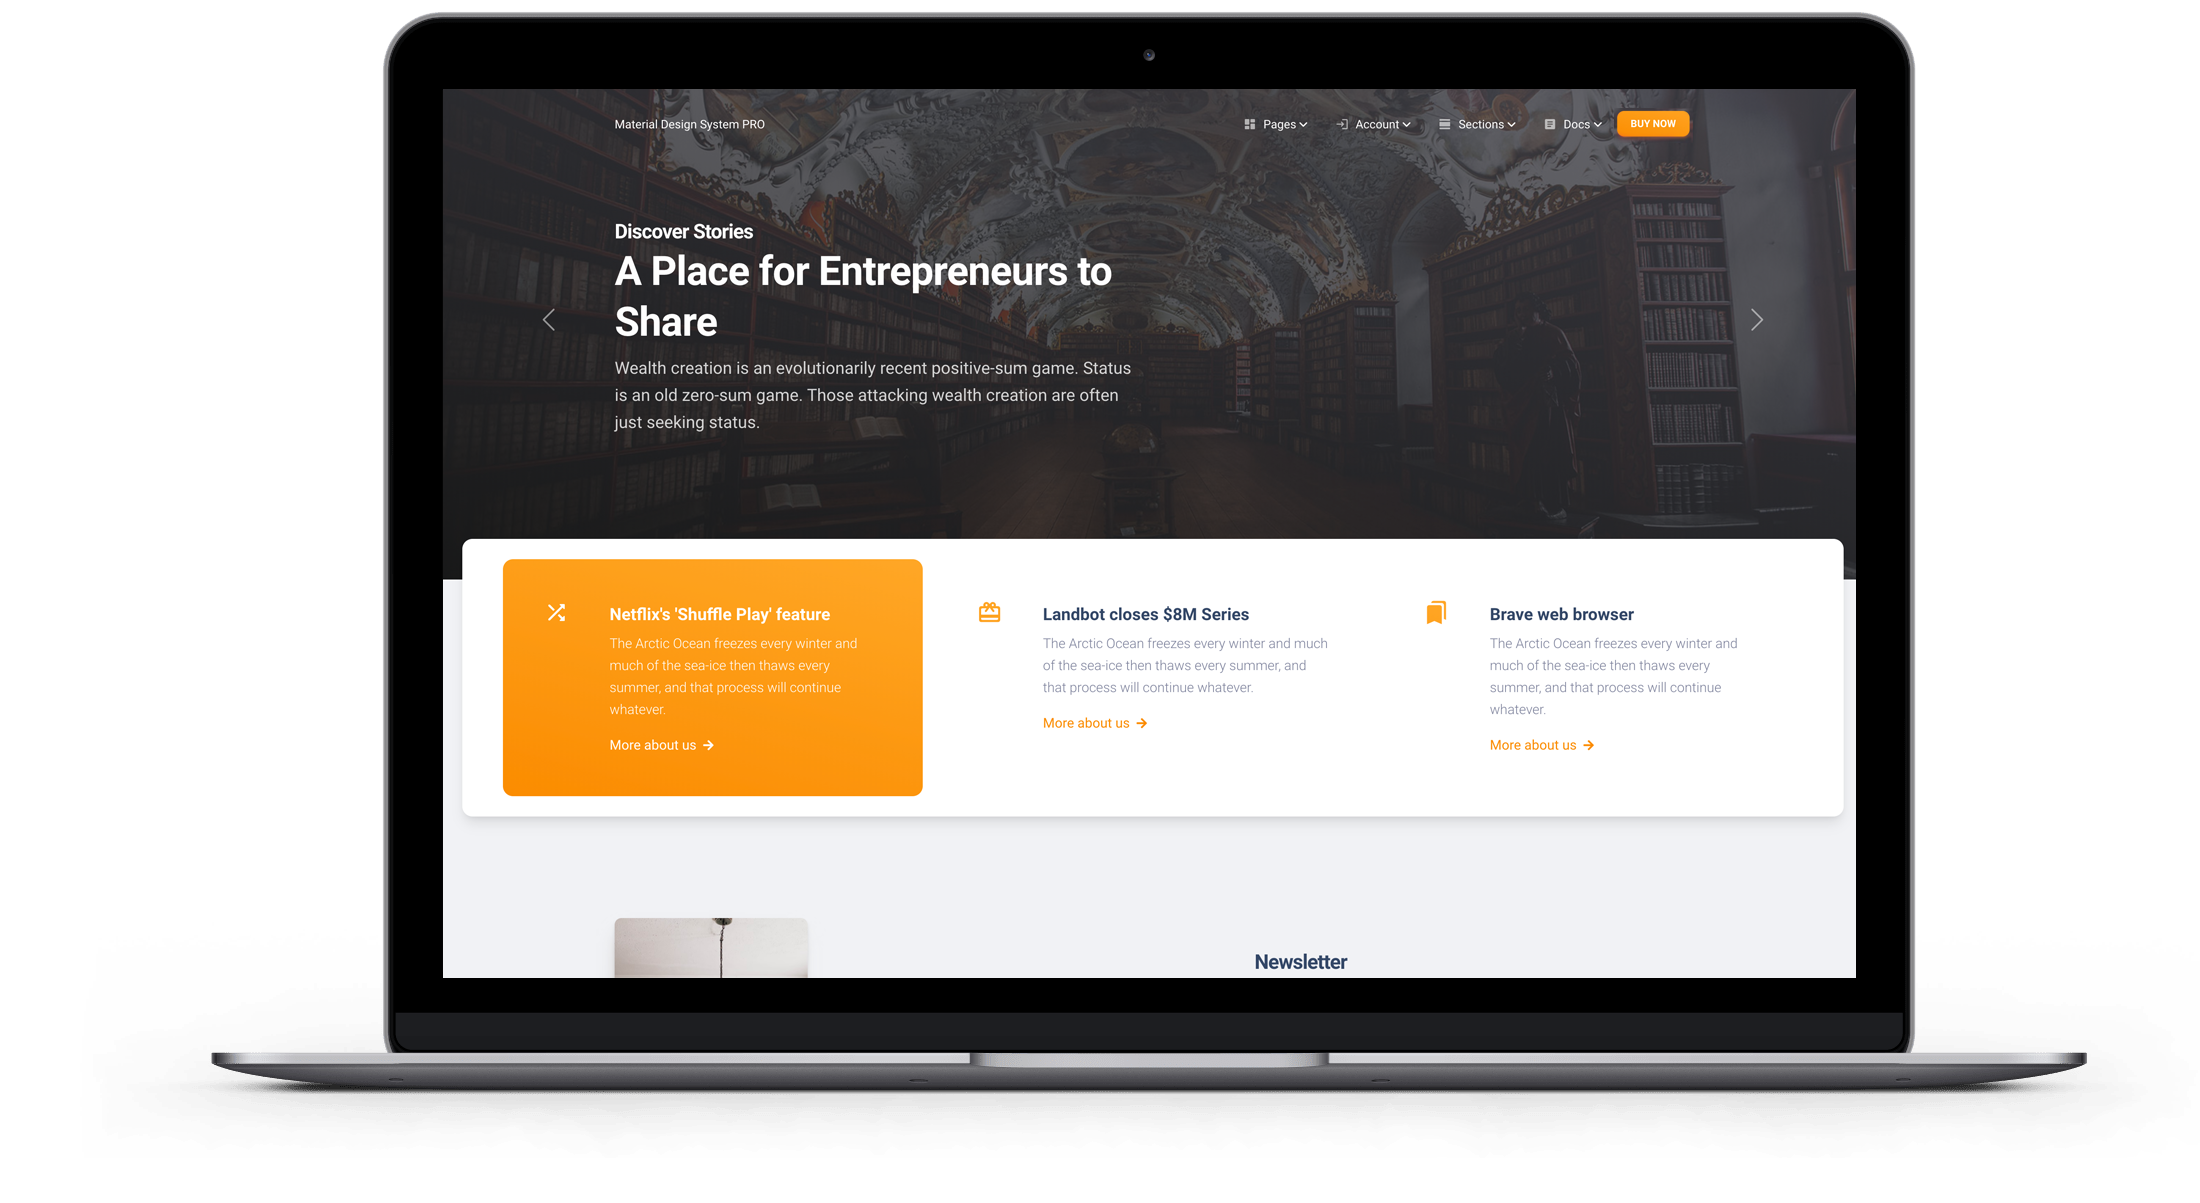 Material Design System PRO
Pages
Account
Sections
Docs
BUY NOW
Discover Stories
A Place for Entrepreneurs to
Share
Wealth creation is an evolutionarily recent positive-sum game. Status
is an old zero-sum game. Those attacking wealth creation are often
just seeking status.
Netflix's 'Shuffle Play' feature
The Arctic Ocean freezes every winter and
much of the sea-ice then thaws every
summer, and that process will continue
whatever.
More about us
Landbot closes $8M Series
The Arctic Ocean freezes every winter and much
of the sea-ice then thaws every summer, and
that process will continue whatever.
More about us
Brave web browser
The Arctic Ocean freezes every winter and
much of the sea-ice then thaws every
summer, and that process will continue
whatever.
More about us
Newsletter